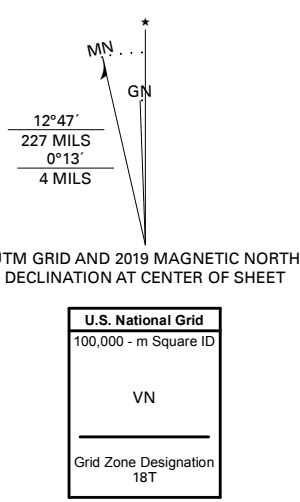 ★
MN
GN
12°47´
227 MILS
0°13´
4 MILS
UTM GRID AND 2019 MAGNETIC NORTH
DECLINATION AT CENTER OF SHEET
U.S. National Grid
100,000 - m Square ID
VN
Grid Zone Designation
18T